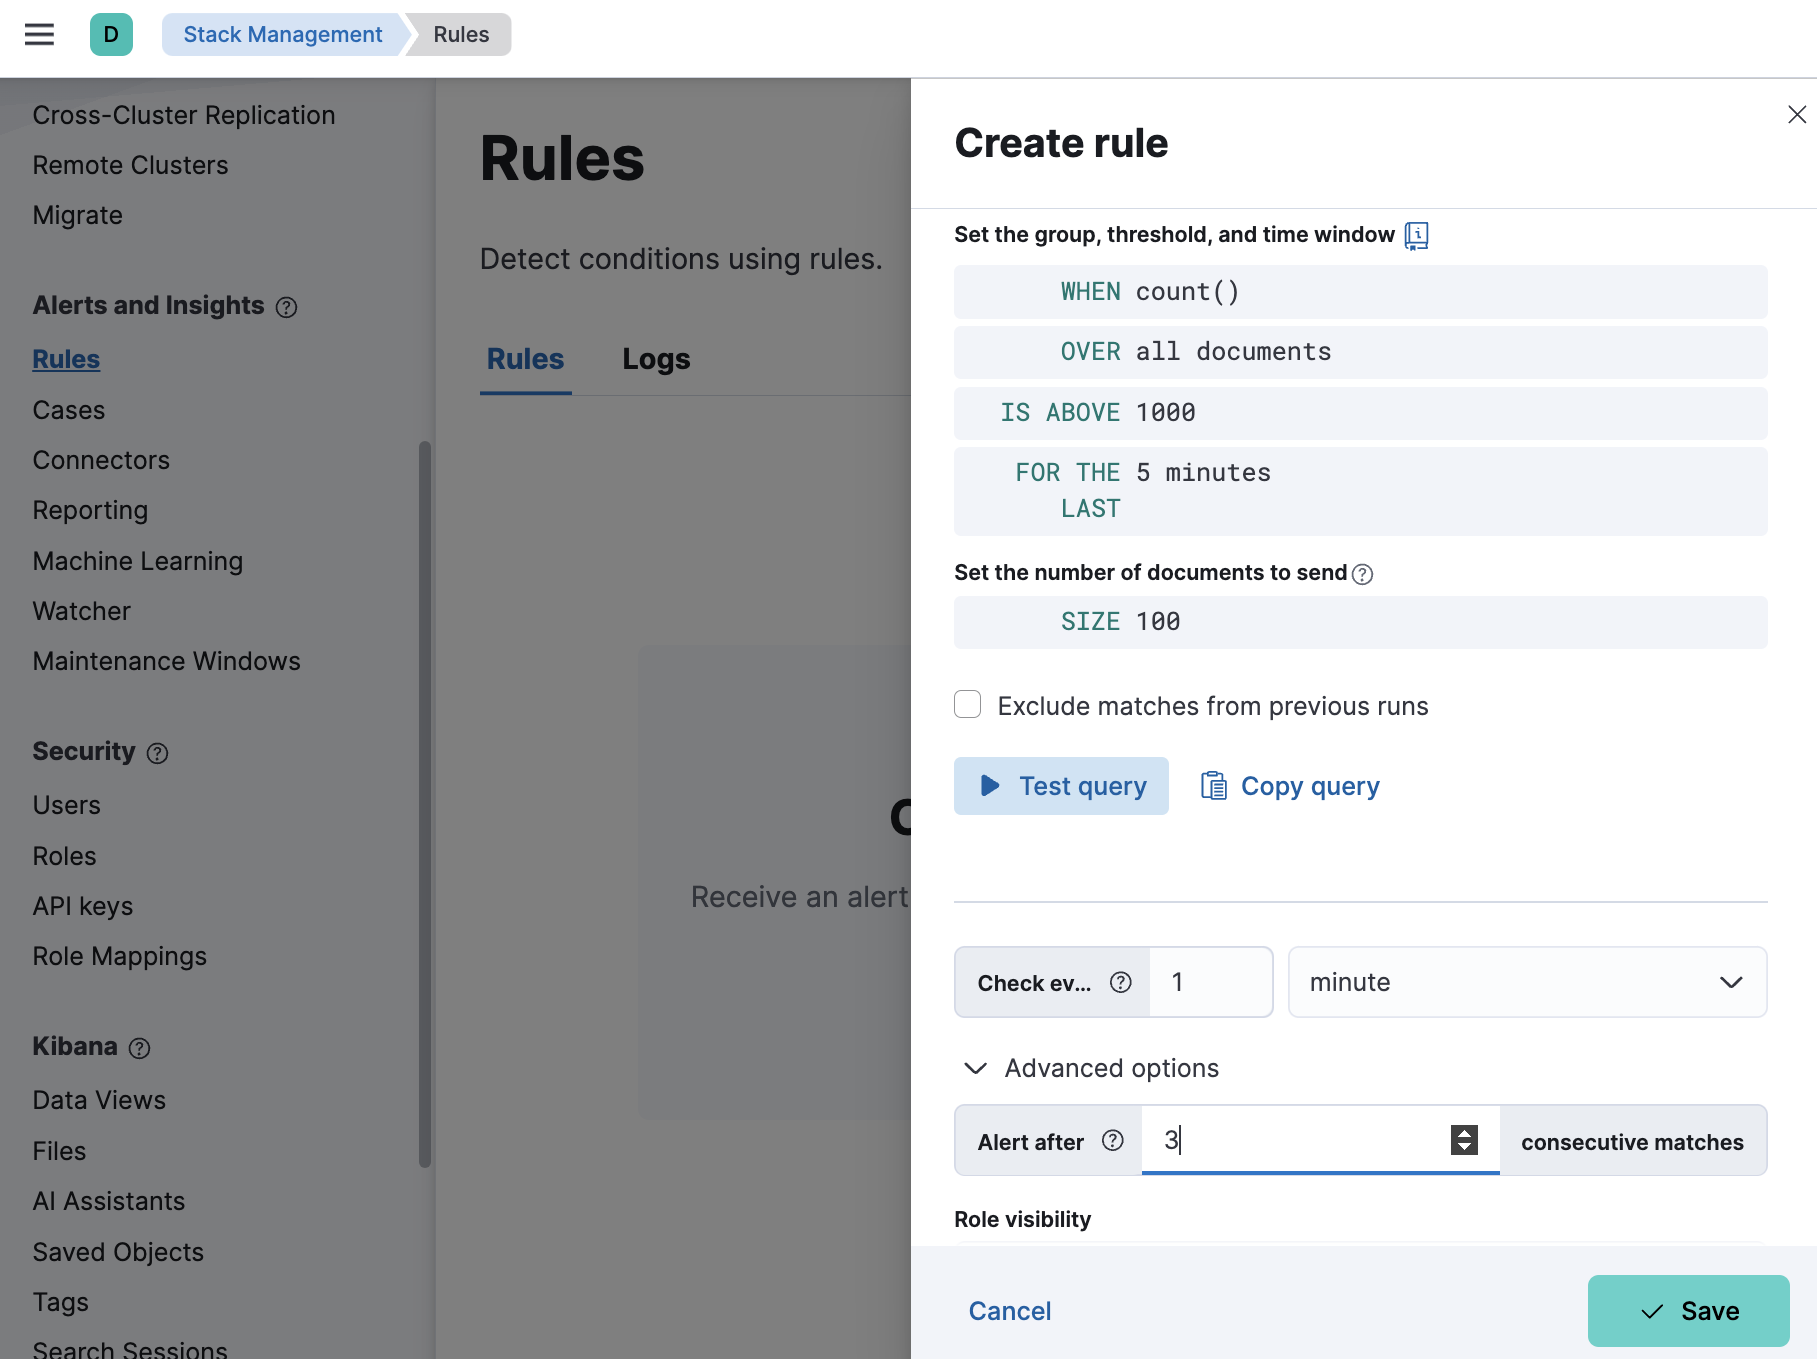 D
Stack Management
Rules
Cross-Cluster Replication
Remote Clusters
Migrate
Alerts and Insights
Rules
Cases
Connectors
Reporting
Machine Learning
Watcher
Maintenance Windows
Security
Users
Roles
API keys
Role Mappings
Kibana
Data Views
Files
AI Assistants
Saved Objects
Tags
Search Sessions
Rules
Detect conditions using rules.
Rules
Logs
C
Receive an alert
Create rule
Set the group, threshold, and time window
WHEN count()
OVER all documents
IS ABOVE 1000
FOR THE 5 minutes
LAST
Set the number of documents to send
SIZE 100
Exclude matches from previous runs
Test query
Copy query
Check ev... 1 minute
Advanced options
Alert after 3 consecutive matches
Role visibility
Cancel
Save